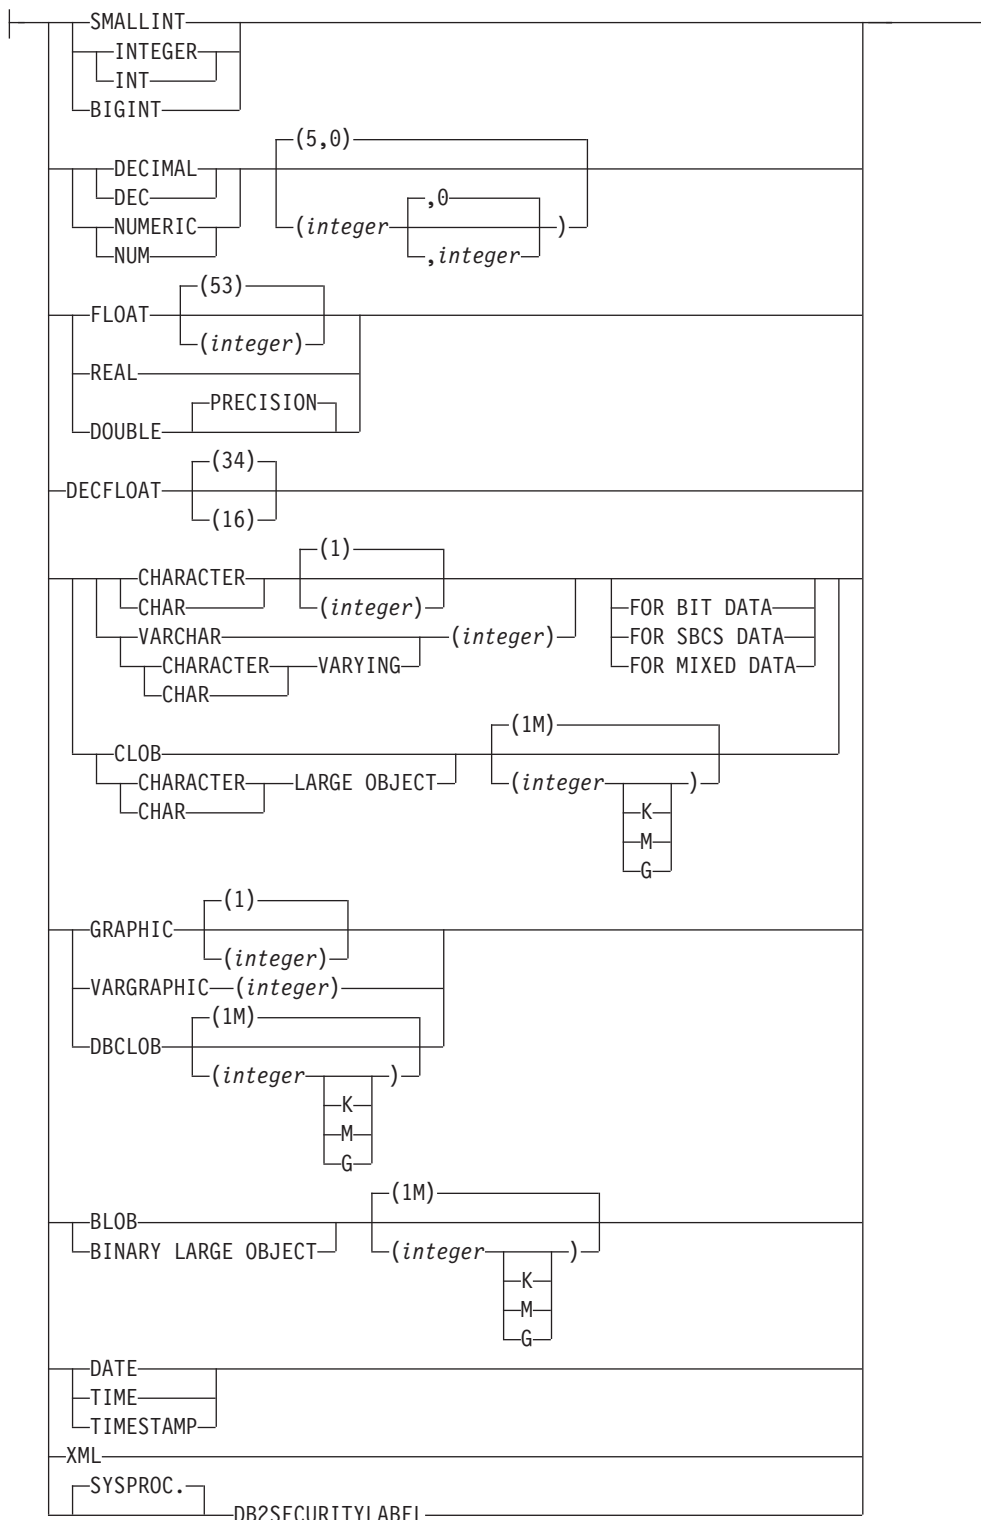 SMALLINT
INTEGER
INT
BIGINT
(5,0)
DECIMAL
DEC
,0
NUMERIC
(integer
)
NUM
,integer
(53)
FLOAT
(integer)
REAL
PRECISION
DOUBLE
(34)
DECFLOAT
(16)
(1)
CHARACTER
CHAR
(integer)
FOR BIT DATA
VARCHAR
(integer)
FOR SBCS DATA
CHARACTER
VARYING
FOR MIXED DATA
CHAR
(1M)
CLOB
CHARACTER
LARGE OBJECT
(integer
)
CHAR
K
M
G
(1)
GRAPHIC
(integer)
VARGRAPHIC
(integer)
(1M)
DBCLOB
(integer
)
K
M
G
(1M)
BLOB
BINARY LARGE OBJECT
(integer
)
K
M
G
DATE
TIME
TIMESTAMP
XML
SYSPROC.
DB2SECURITYLABEL